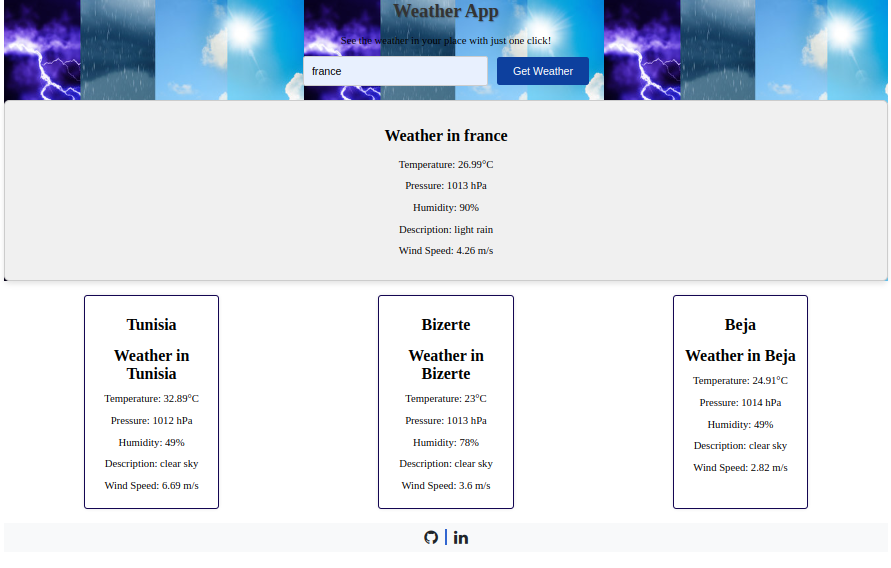 Weather App
See the weather in your place with just one click!
france
Get Weather
Weather in france
Temperature: 26.99°C
Pressure: 1013 hPa
Humidity: 90%
Description: light rain
Wind Speed: 4.26 m/s
Tunisia
Weather in
Tunisia
Temperature: 32.89°C
Pressure: 1012 hPa
Humidity: 49%
Description: clear sky
Wind Speed: 6.69 m/s
Bizerte
Weather in
Bizerte
Temperature: 23°C
Pressure: 1013 hPa
Humidity: 78%
Description: clear sky
Wind Speed: 3.6 m/s
Beja
Weather in Beja
Temperature: 24.91°C
Pressure: 1014 hPa
Humidity: 49%
Description: clear sky
Wind Speed: 2.82 m/s
in